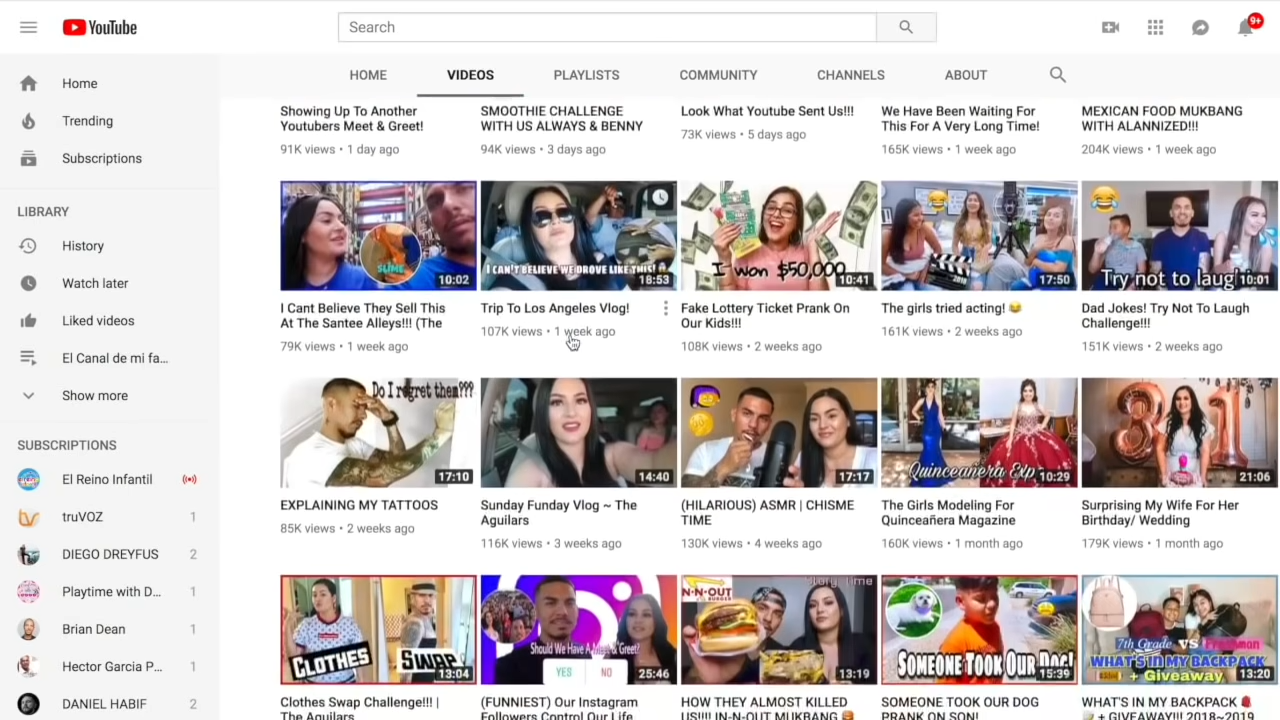 YouTube
Search
9+
Home
Trending
Subscriptions
LIBRARY
History
Watch later
Liked videos
El Canal de mi fa...
Show more
SUBSCRIPTIONS
El Reino Infantil
truVOZ 1
DIEGO DREYFUS 2
Playtime with D... 1
Brian Dean 1
Hector Garcia P... 1
DANIEL HABIF 2
HOME VIDEOS PLAYLISTS COMMUNITY CHANNELS ABOUT
Showing Up To Another
Youtubers Meet & Greet!
91K views • 1 day ago
SMOOTHIE CHALLENGE
WITH US ALWAYS & BENNY
94K views • 3 days ago
Look What Youtube Sent Us!!!
73K views • 5 days ago
We Have Been Waiting For
This For A Very Long Time!
165K views • 1 week ago
MEXICAN FOOD MUKBANG
WITH ALANNIZED!!!
204K views • 1 week ago
SLIME
10:02
I Cant Believe They Sell This
At The Santee Alleys!!! (The
79K views • 1 week ago
I CAN'T BELIEVE WE DROVE LIKE THIS!
18:53
Trip To Los Angeles Vlog!
107K views • 1 week ago
I won $50,000
10:41
Fake Lottery Ticket Prank On
Our Kids!!!
108K views • 2 weeks ago
17:50
The girls tried acting! 😂
161K views • 2 weeks ago
Try not to laugh
10:01
Dad Jokes! Try Not To Laugh
Challenge!!!
151K views • 2 weeks ago
Do I regret them???
17:10
EXPLAINING MY TATTOOS
85K views • 2 weeks ago
14:40
Sunday Funday Vlog ~ The
Aguilars
116K views • 3 weeks ago
17:17
(HILARIOUS) ASMR | CHISME
TIME
130K views • 4 weeks ago
Quinceañera Exp
10:29
The Girls Modeling For
Quinceañera Magazine
160K views • 1 month ago
31
21:06
Surprising My Wife For Her
Birthday/ Wedding
179K views • 1 month ago
CLOTHES SWAP
13:04
Clothes Swap Challenge!!! |
The Aguilars
Should We Have A Meet & Greet?
YES NO
25:46
(FUNNIEST) Our Instagram
Followers Control Our Life
Story time
IN-N-OUT
BURGER
13:19
HOW THEY ALMOST KILLED
US!!!! IN-N-OUT MUKBANG 🍔
SOMEONE TOOK OUR DOG!
15:39
SOMEONE TOOK OUR DOG
PRANK ON SON!
7th Grade VS Freshman
WHAT'S IN MY BACKPACK
+ Giveaway
13:20
WHAT'S IN MY BACKPACK 🎒
+ GIVEAWAY!!! 2018~2019